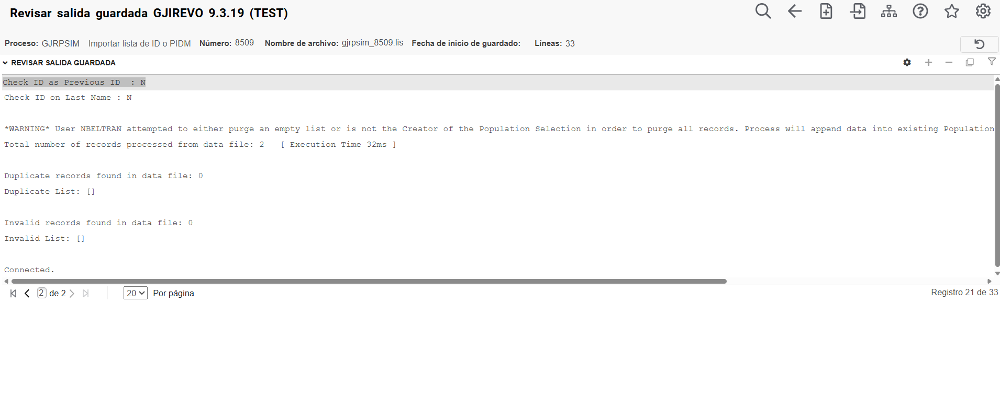 Revisar salida guardada GJIREVO 9.3.19 (TEST)
Proceso: GJRPSIM Importar lista de ID o PIDM Número: 8509 Nombre de archivo: gjrpsim_8509.lis Fecha de inicio de guardado: Líneas: 33
REVISAR SALIDA GUARDADA
Check ID as Previous ID : N
Check ID on Last Name : N
*WARNING* User NBELTRAN attempted to either purge an empty list or is not the Creator of the Population Selection in order to purge all records. Process will append data into existing Population
Total number of records processed from data file: 2 [ Execution Time 32ms ]
Duplicate records found in data file: 0
Duplicate List: []
Invalid records found in data file: 0
Invalid List: []
Connected.
2 de 2 20 Por página Registro 21 de 33